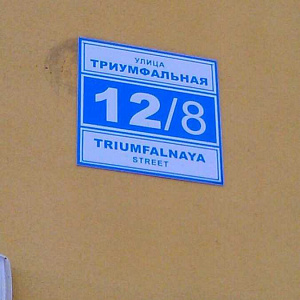 УЛИЦА
ТРИУМФАЛЬНАЯ
12/8
TRIUMFALNAYA
STREET